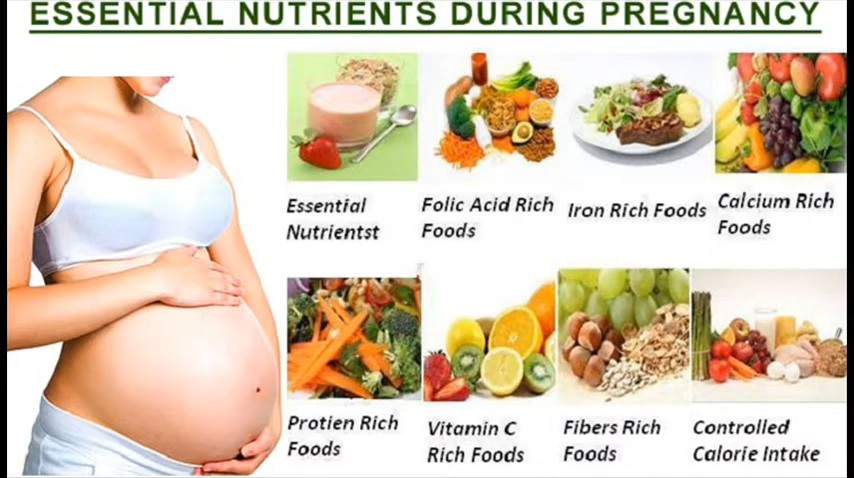 ESSENTIAL NUTRIENTS DURING PREGNANCY
Essential
Nutrientst
Folic Acid Rich
Foods
Iron Rich Foods
Calcium Rich
Foods
Protien Rich
Foods
Vitamin C
Rich Foods
Fibers Rich
Foods
Controlled
Calorie Intake